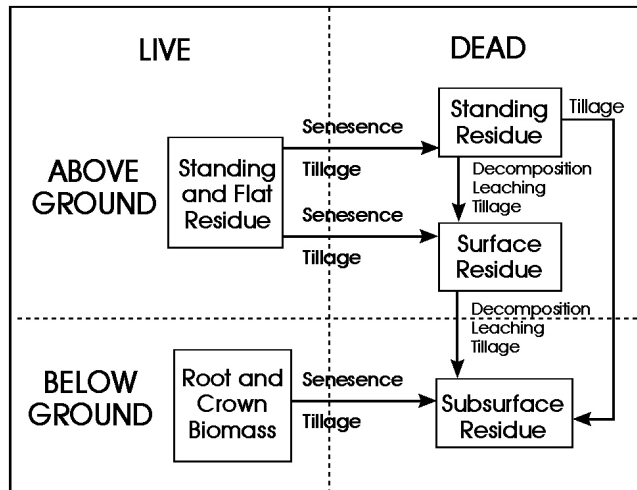 LIVE
DEAD
ABOVE
GROUND
Standing
and Flat
Residue
Senesence
Tillage
Senesence
Tillage
Standing
Residue
Tillage
Decomposition
Leaching
Tillage
Surface
Residue
Decomposition
Leaching
Tillage
BELOW
GROUND
Root and
Crown
Biomass
Senesence
Tillage
Subsurface
Residue